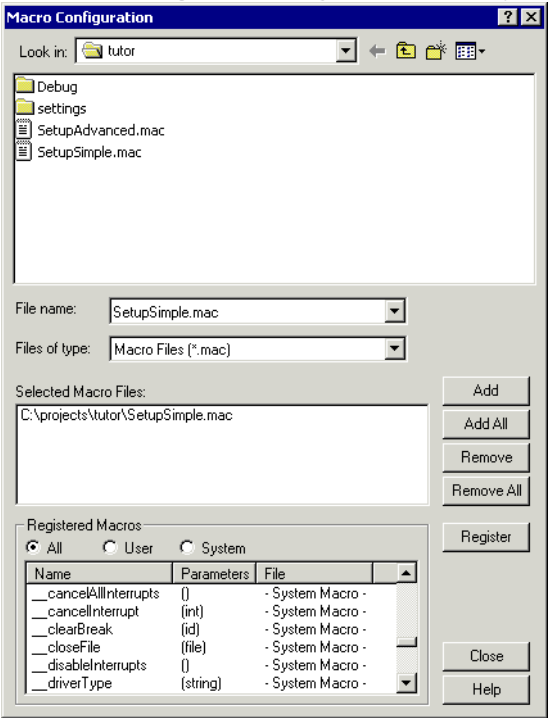 Macro Configuration
Look in: tutor
Debug
settings
SetupAdvanced.mac
SetupSimple.mac
File name: SetupSimple.mac
Files of type: Macro Files (*.mac)
Selected Macro Files:
C:\projects\tutor\SetupSimple.mac
Add
Add All
Remove
Remove All
Registered Macros
All User System
Register
Name Parameters File
__cancelAllInterrupts () - System Macro -
__cancelInterrupt (int) - System Macro -
__clearBreak (id) - System Macro -
__closeFile (file) - System Macro -
__disableInterrupts () - System Macro -
__driverType (string) - System Macro -
Close
Help